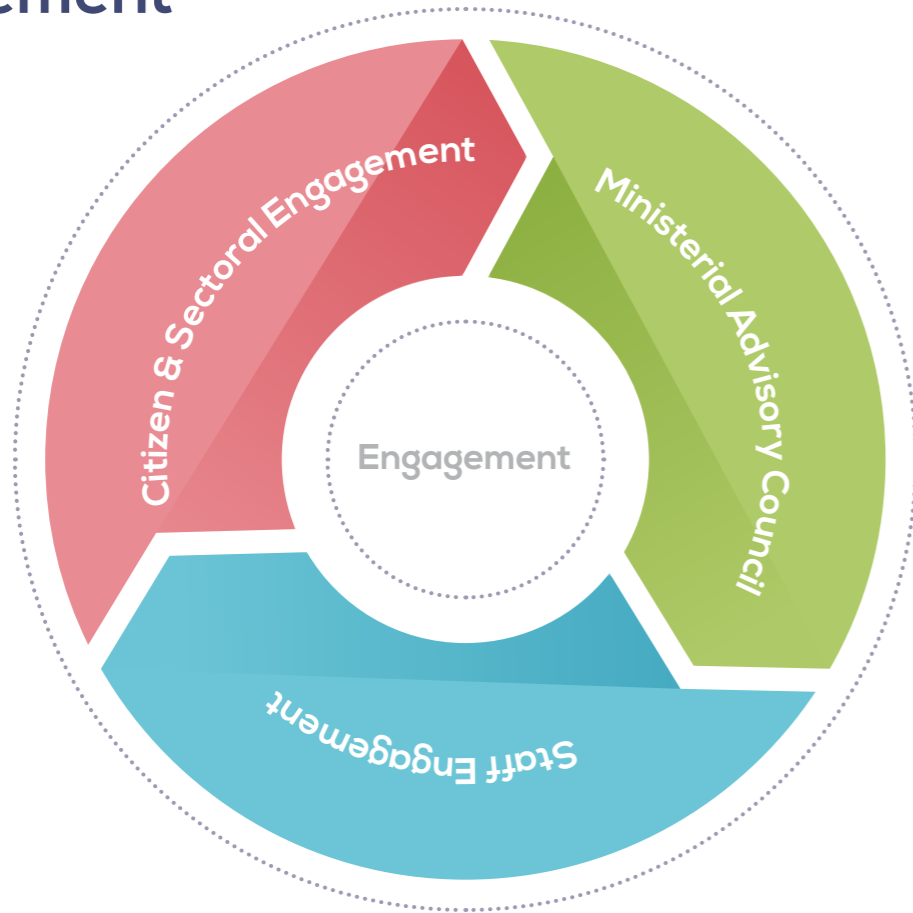 Citizen & Sectoral Engagement
Ministerial Advisory Council
Engagement
Staff Engagement